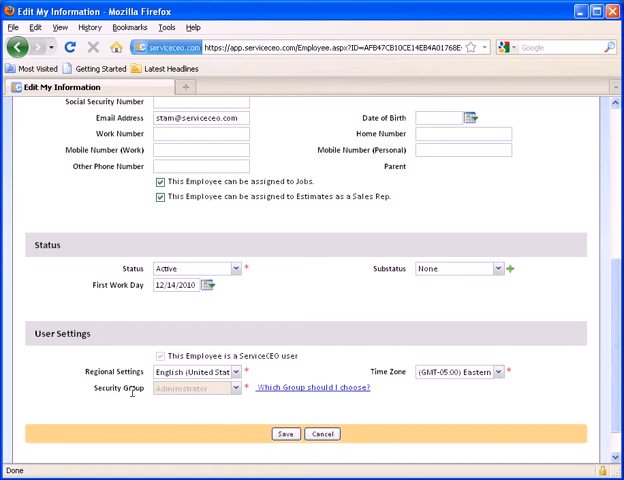 Edit My Information - Mozilla Firefox
File Edit View History Bookmarks Tools Help
serviceceo.com https://app.serviceceo.com/Employee.aspx?ID=AFB47CB10CE14EB4A01768E Google
Most Visited Getting Started Latest Headlines
Edit My Information
Social Security Number
Email Address stam@serviceceo.com Date of Birth
Work Number Home Number
Mobile Number (Work) Mobile Number (Personal)
Other Phone Number Parent
This Employee can be assigned to Jobs.
This Employee can be assigned to Estimates as a Sales Rep.
Status
Status Active * Substatus None
First Work Day 12/14/2010
User Settings
This Employee is a ServiceCEO user
Regional Settings English (United Stat * Time Zone (GMT-05:00) Eastern *
Security Group Administrator * Which Group should I choose?
Save Cancel
Done